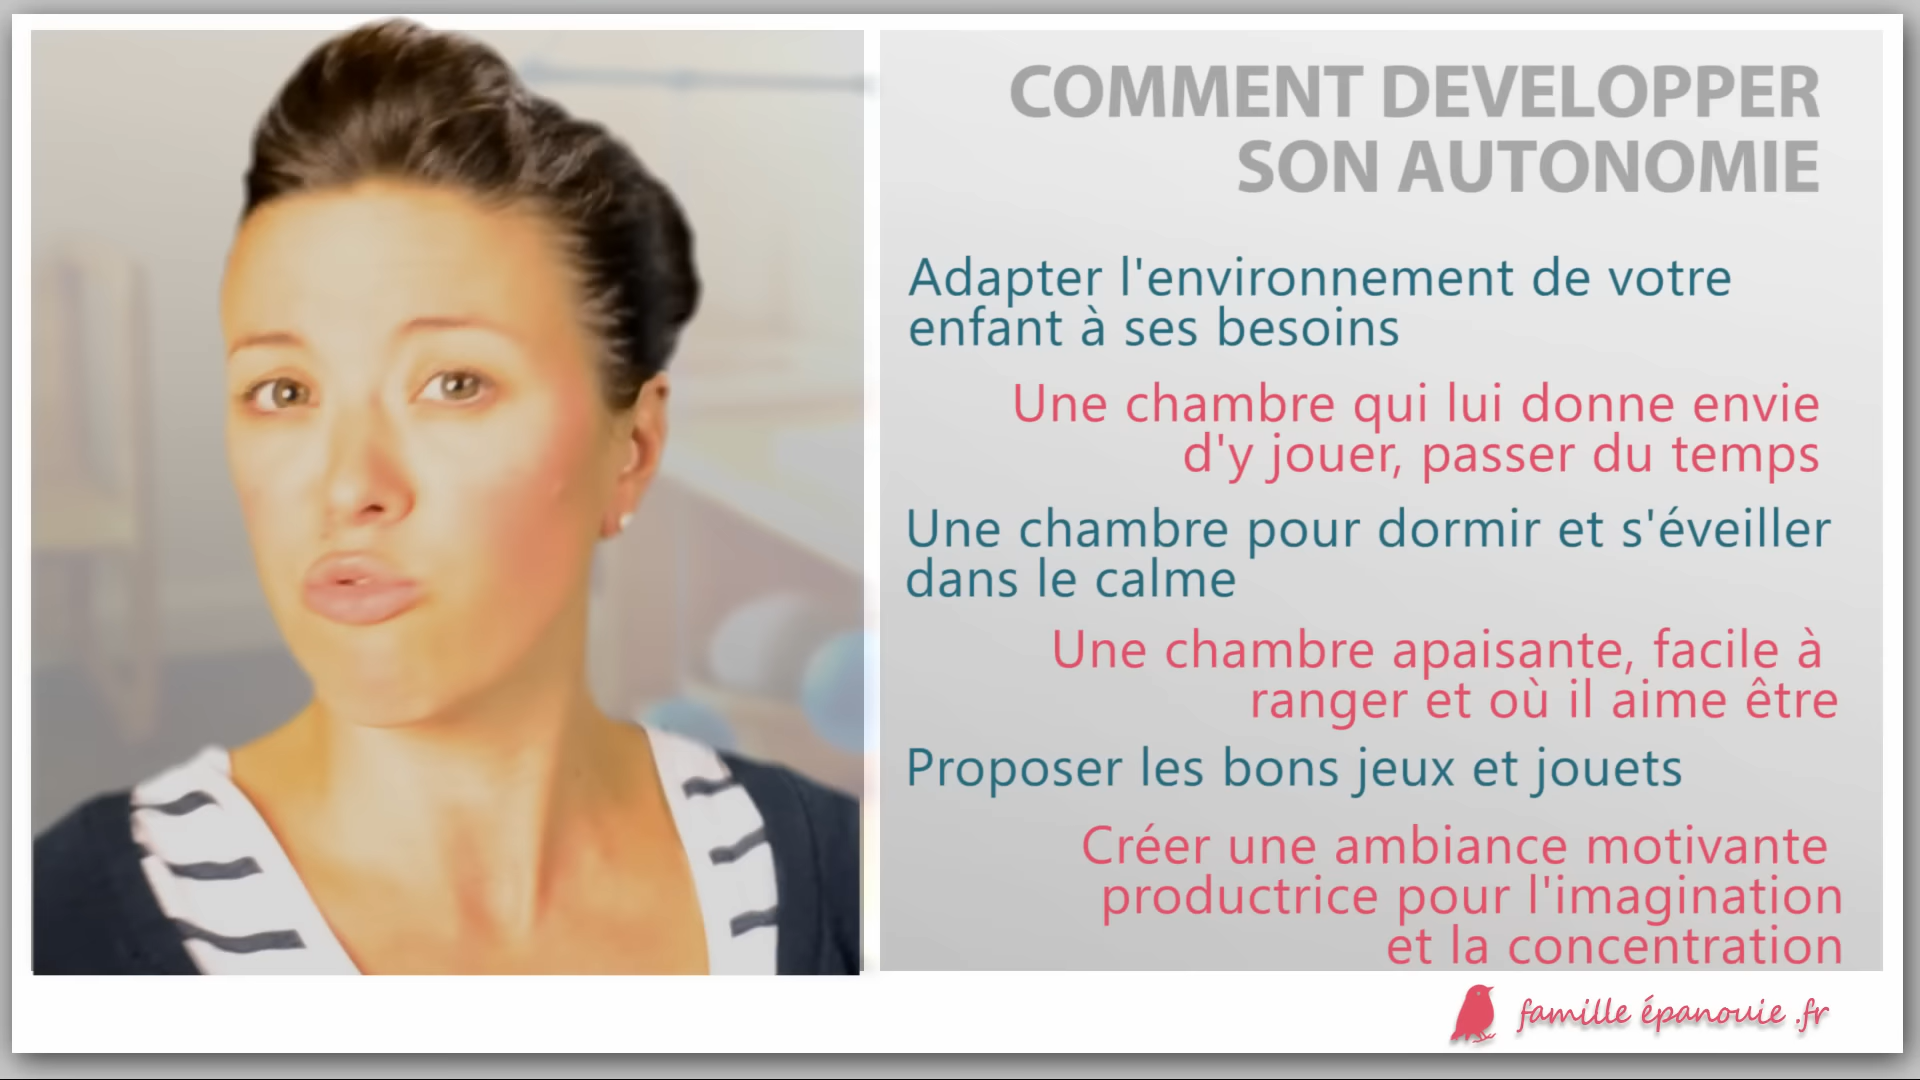 COMMENT DEVELOPPER
SON AUTONOMIE
Adapter l'environnement de votre
enfant à ses besoins
Une chambre qui lui donne envie
d'y jouer, passer du temps
Une chambre pour dormir et s'éveiller
dans le calme
Une chambre apaisante, facile à
ranger et où il aime être
Proposer les bons jeux et jouets
Créer une ambiance motivante
productrice pour l'imagination
et la concentration
famille épanouie .fr